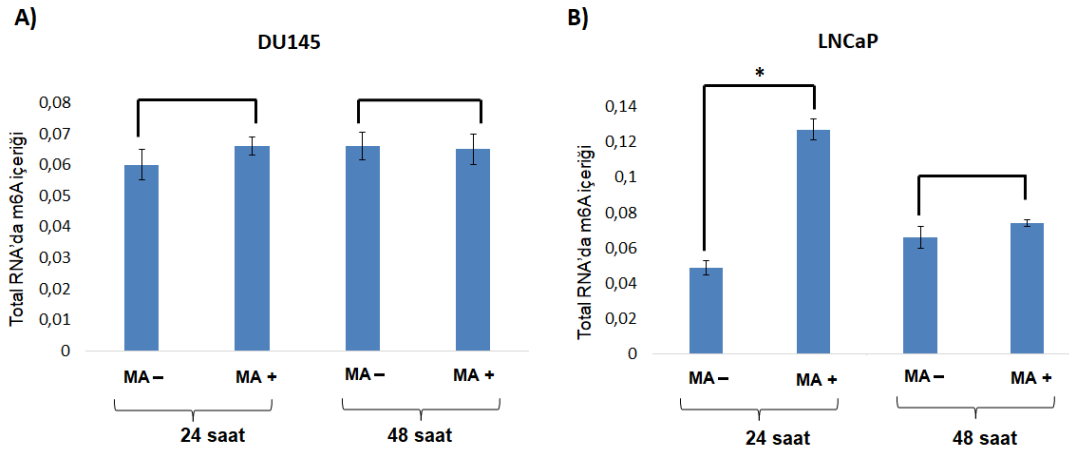 A)
DU145
Total RNA'da m6A içeriği
0,08
0,07
0,06
0,05
0,04
0,03
0,02
0,01
0
MA – MA + MA – MA +
24 saat 48 saat
B)
LNCaP
*
Total RNA'da m6A içeriği
0,14
0,12
0,1
0,08
0,06
0,04
0,02
0
MA – MA + MA – MA +
24 saat 48 saat